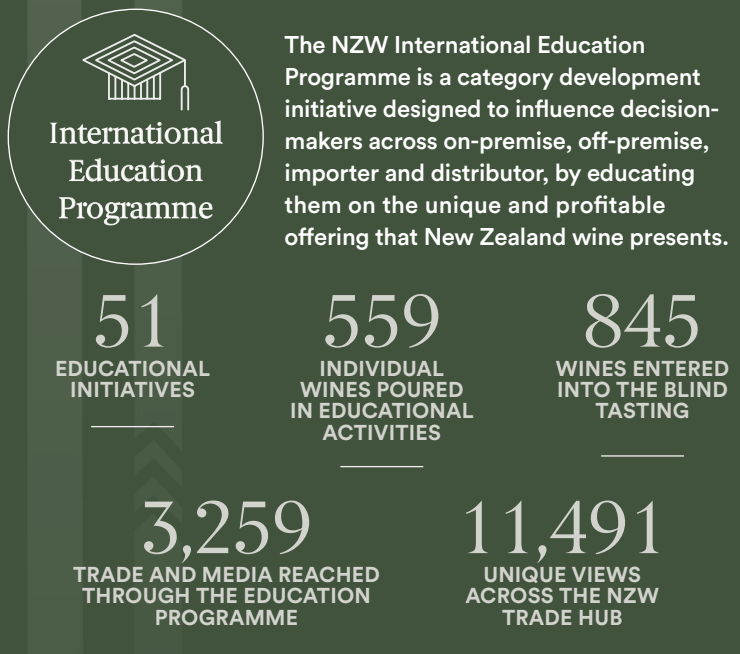 International
Education
Programme
The NZW International Education
Programme is a category development
initiative designed to influence decision-
makers across on-premise, off-premise,
importer and distributor, by educating
them on the unique and profitable
offering that New Zealand wine presents.
51
EDUCATIONAL
INITIATIVES
559
INDIVIDUAL
WINES POURED
IN EDUCATIONAL
ACTIVITIES
845
WINES ENTERED
INTO THE BLIND
TASTING
3,259
TRADE AND MEDIA REACHED
THROUGH THE EDUCATION
PROGRAMME
11,491
UNIQUE VIEWS
ACROSS THE NZW
TRADE HUB